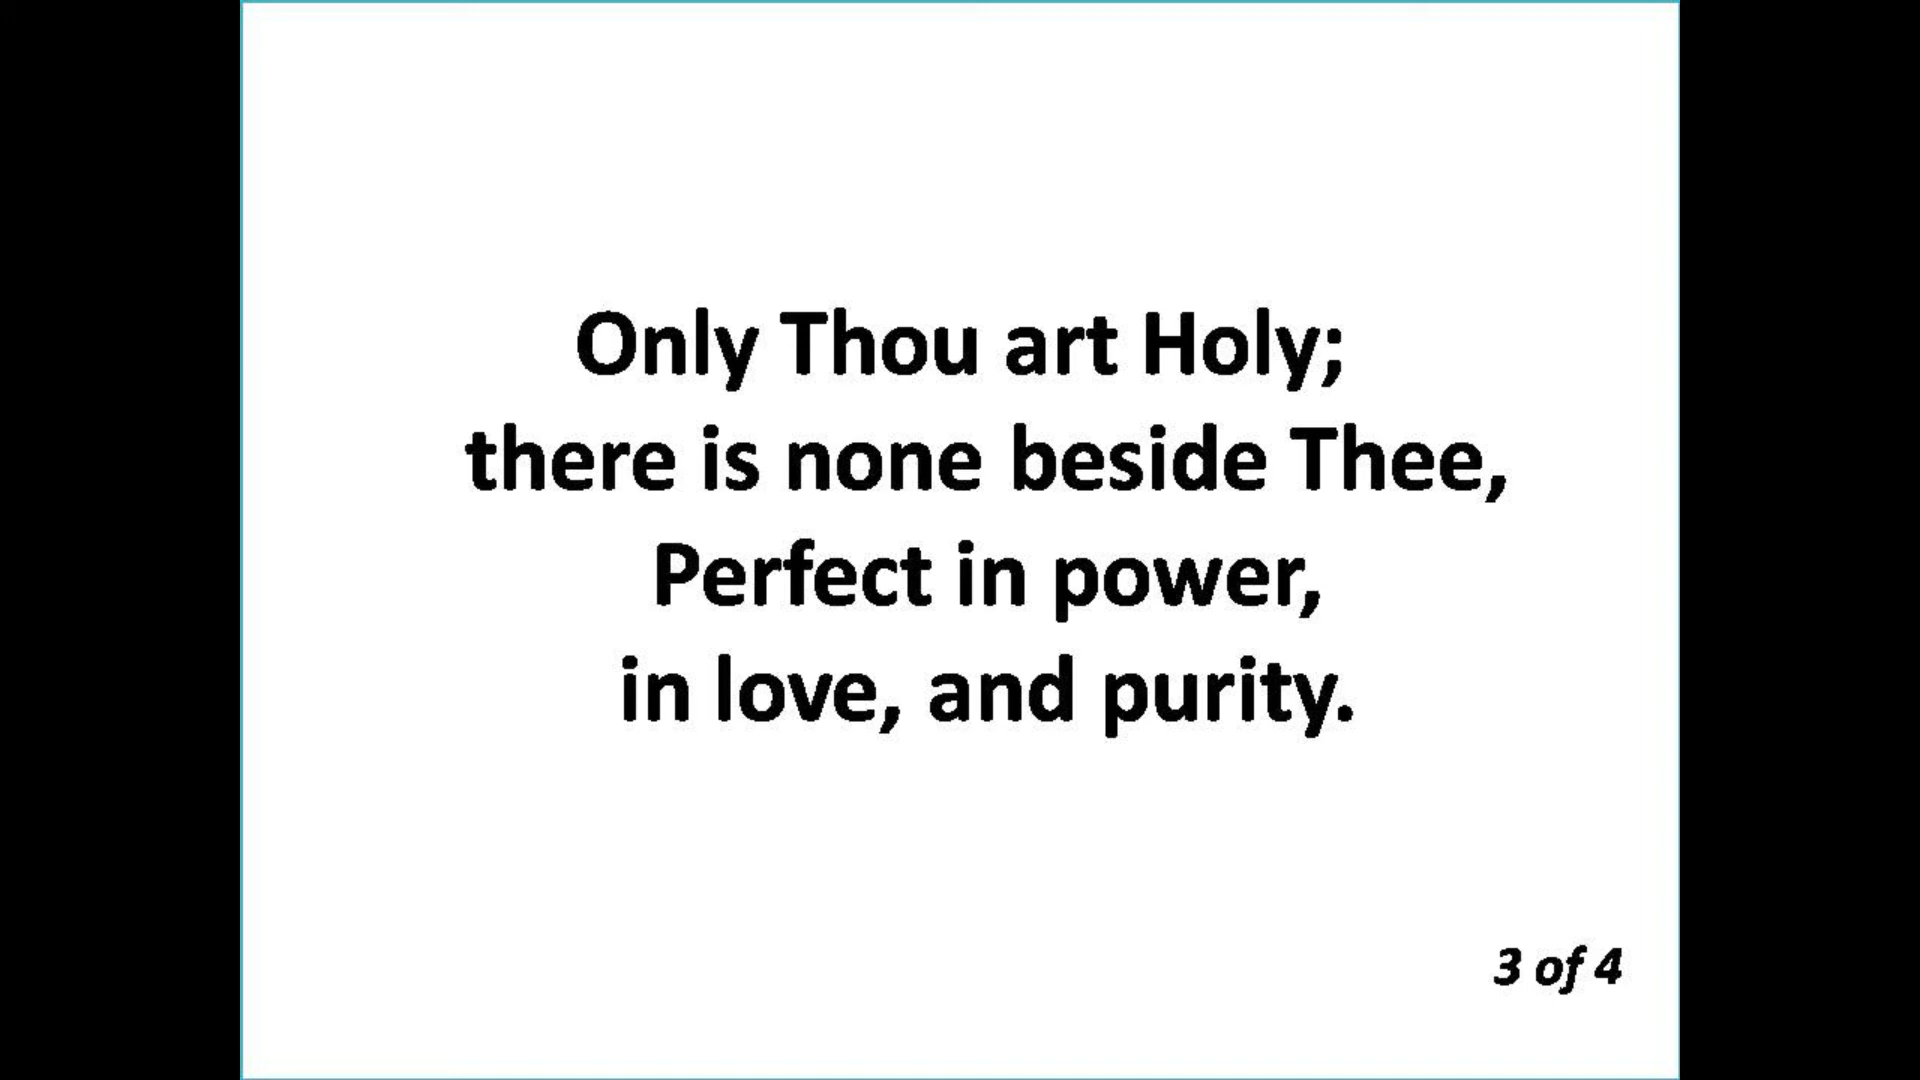 Only Thou art Holy;
there is none beside Thee,
Perfect in power,
in love, and purity.
3 of 4